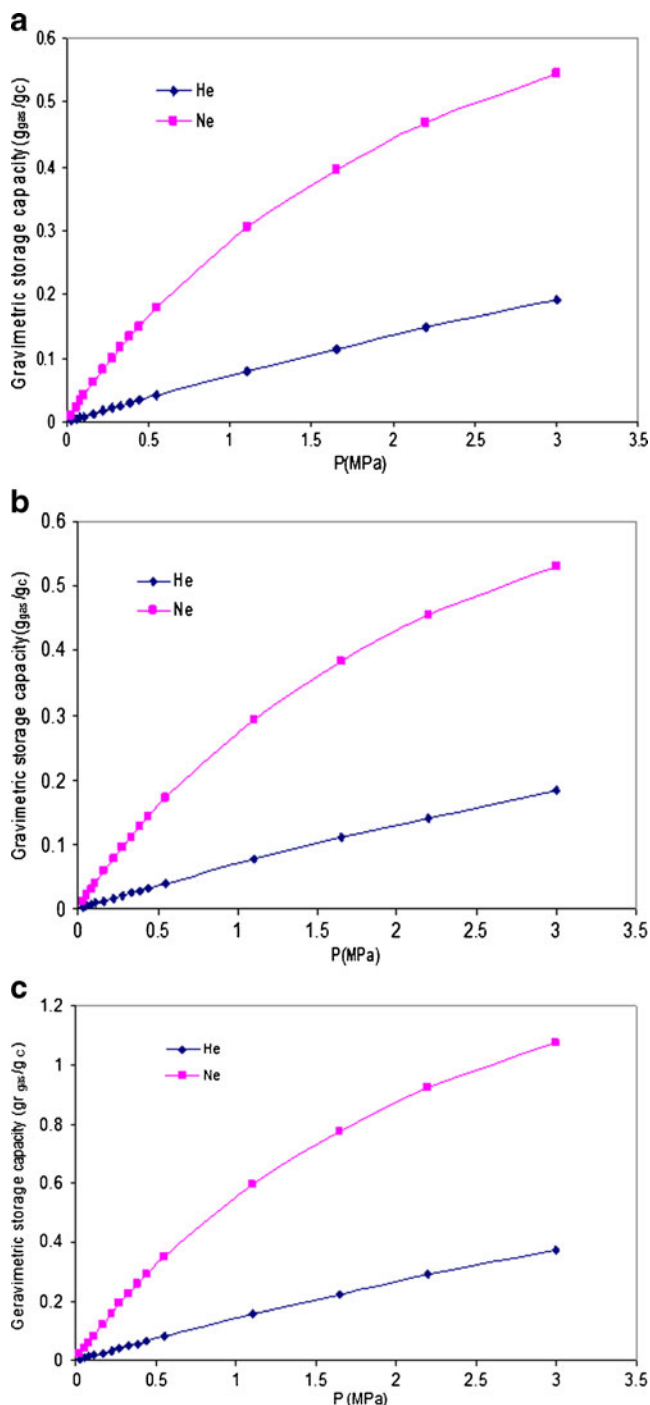 a
0.6
0.5
0.4
0.3
0.2
0.1
0
Gravimetric storage capacity (ggas/gc)
He
Ne
0 0.5 1 1.5 2 2.5 3 3.5
P(MPa)
b
0.6
0.5
0.4
0.3
0.2
0.1
0
Gravimetric storage capacity(ggas/gc)
He
Ne
0 0.5 1 1.5 2 2.5 3 3.5
P(MPa)
c
1.2
1
0.8
0.6
0.4
0.2
0
Geravimetric storage capacity (gr gas/g c)
He
Ne
0 0.5 1 1.5 2 2.5 3 3.5
P (MPa)